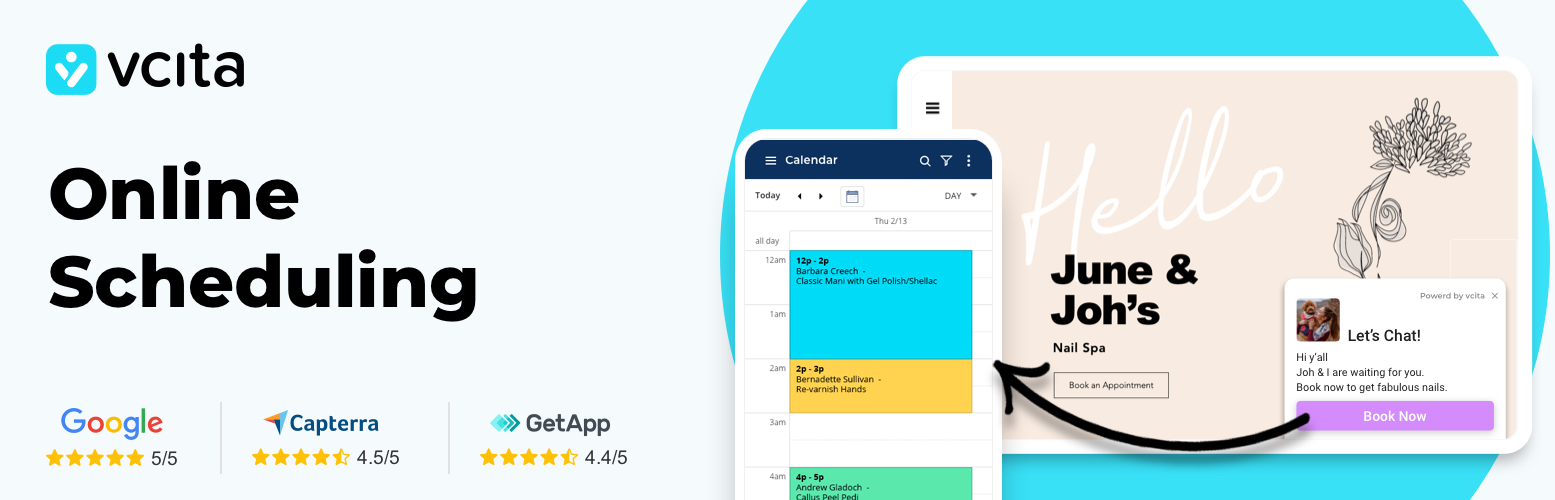 vcita
Online
Scheduling
Google
5/5
Capterra
4.5/5
GetApp
4.4/5
Calendar
Today
DAY
Thu 2/13
all day
12am
12p - 2p
Barbara Creech -
Classic Mani with Gel Polish/Shellac
1am
2am
2p - 3p
Bernadette Sullivan -
Re-varnish Hands
3am
4am
4p - 5p
Andrew Gladoch -
Callus Peel Pedi
Hello
June &
Joh's
Nail Spa
Book an Appointment
Powerd by vcita
Let's Chat!
Hi y'all
Joh & I are waiting for you.
Book now to get fabulous nails.
Book Now